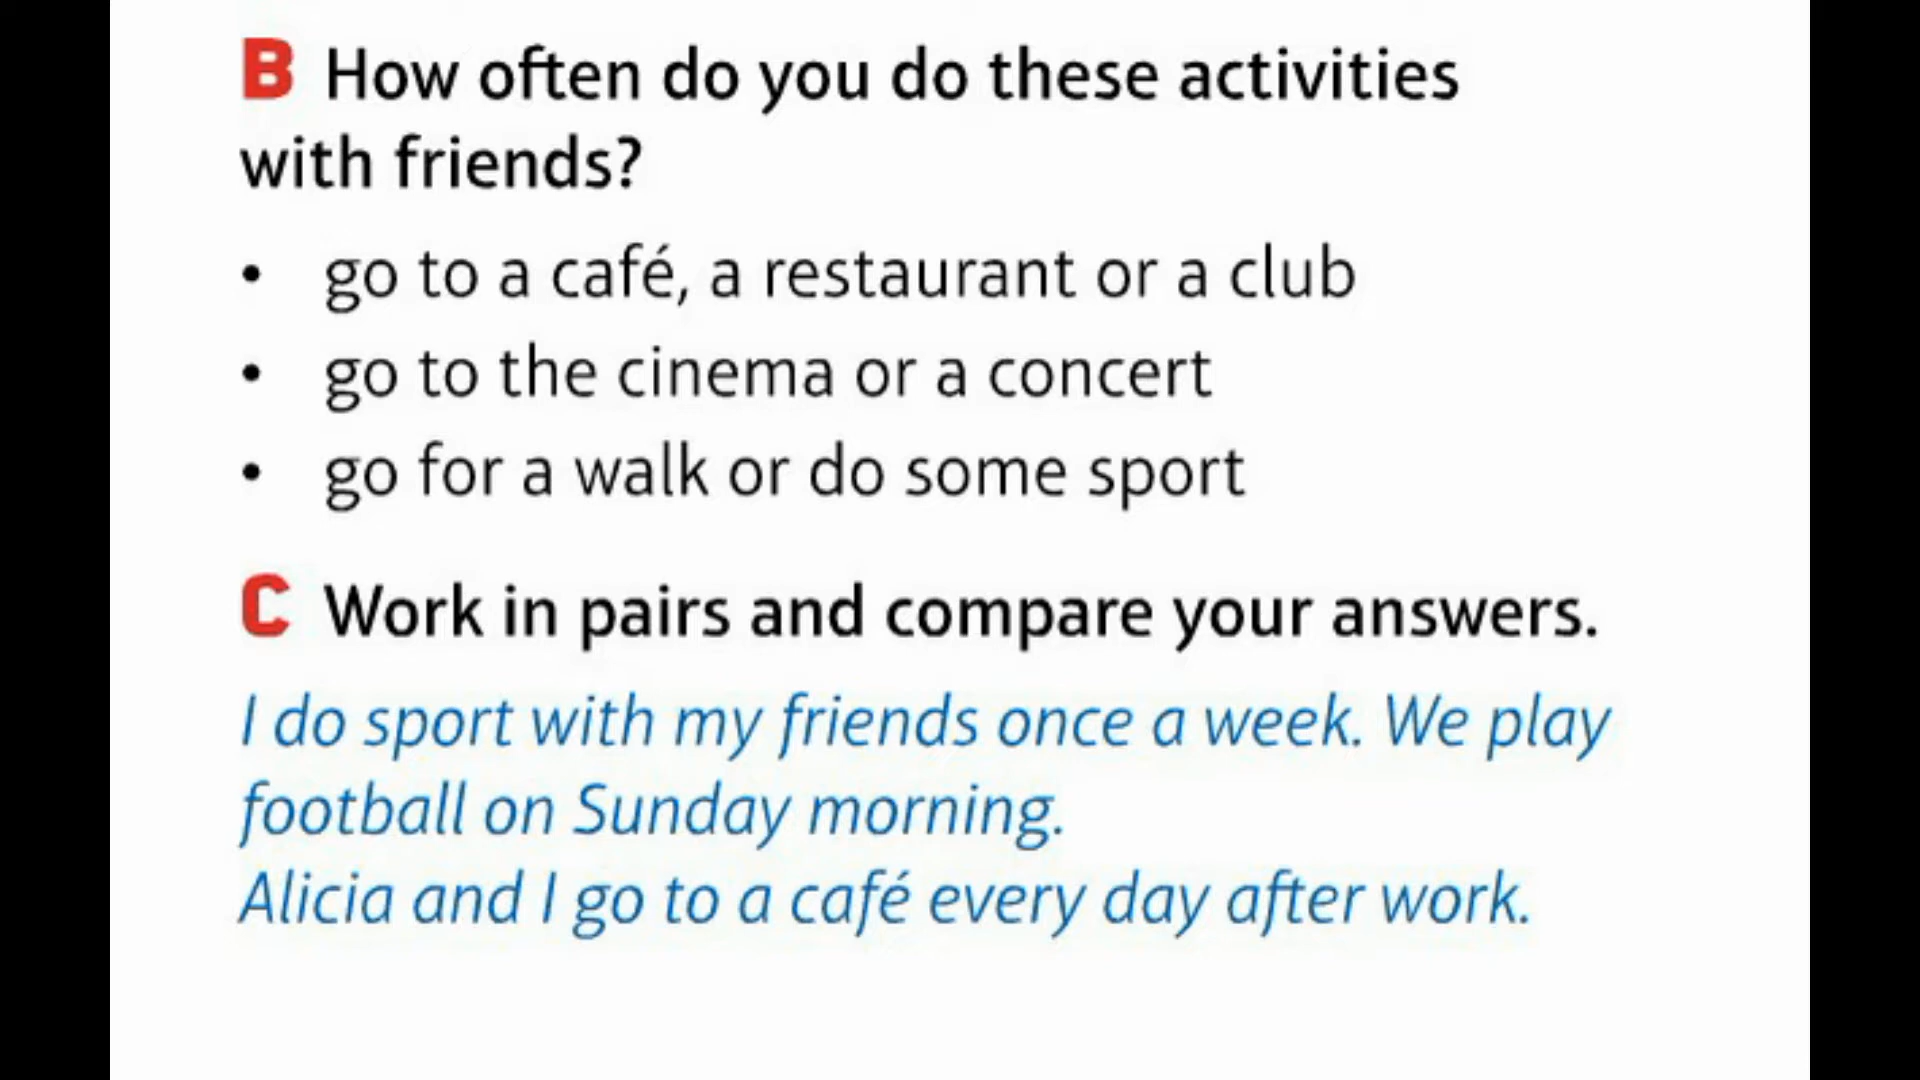 B How often do you do these activities
with friends?
• go to a café, a restaurant or a club
• go to the cinema or a concert
• go for a walk or do some sport
C Work in pairs and compare your answers.
I do sport with my friends once a week. We play
football on Sunday morning.
Alicia and I go to a café every day after work.